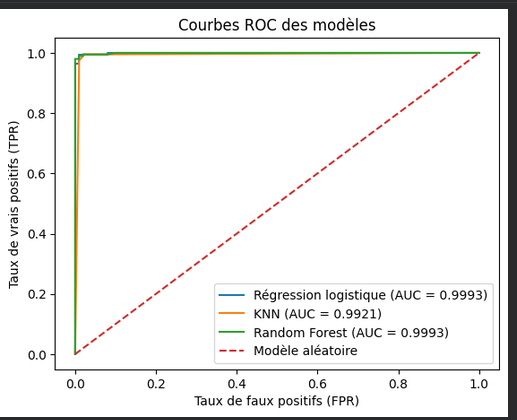 Courbes ROC des modèles
Taux de vrais positifs (TPR)
1.0
0.8
0.6
0.4
0.2
0.0
Régression logistique (AUC = 0.9993)
KNN (AUC = 0.9921)
Random Forest (AUC = 0.9993)
Modèle aléatoire
0.0 0.2 0.4 0.6 0.8 1.0
Taux de faux positifs (FPR)